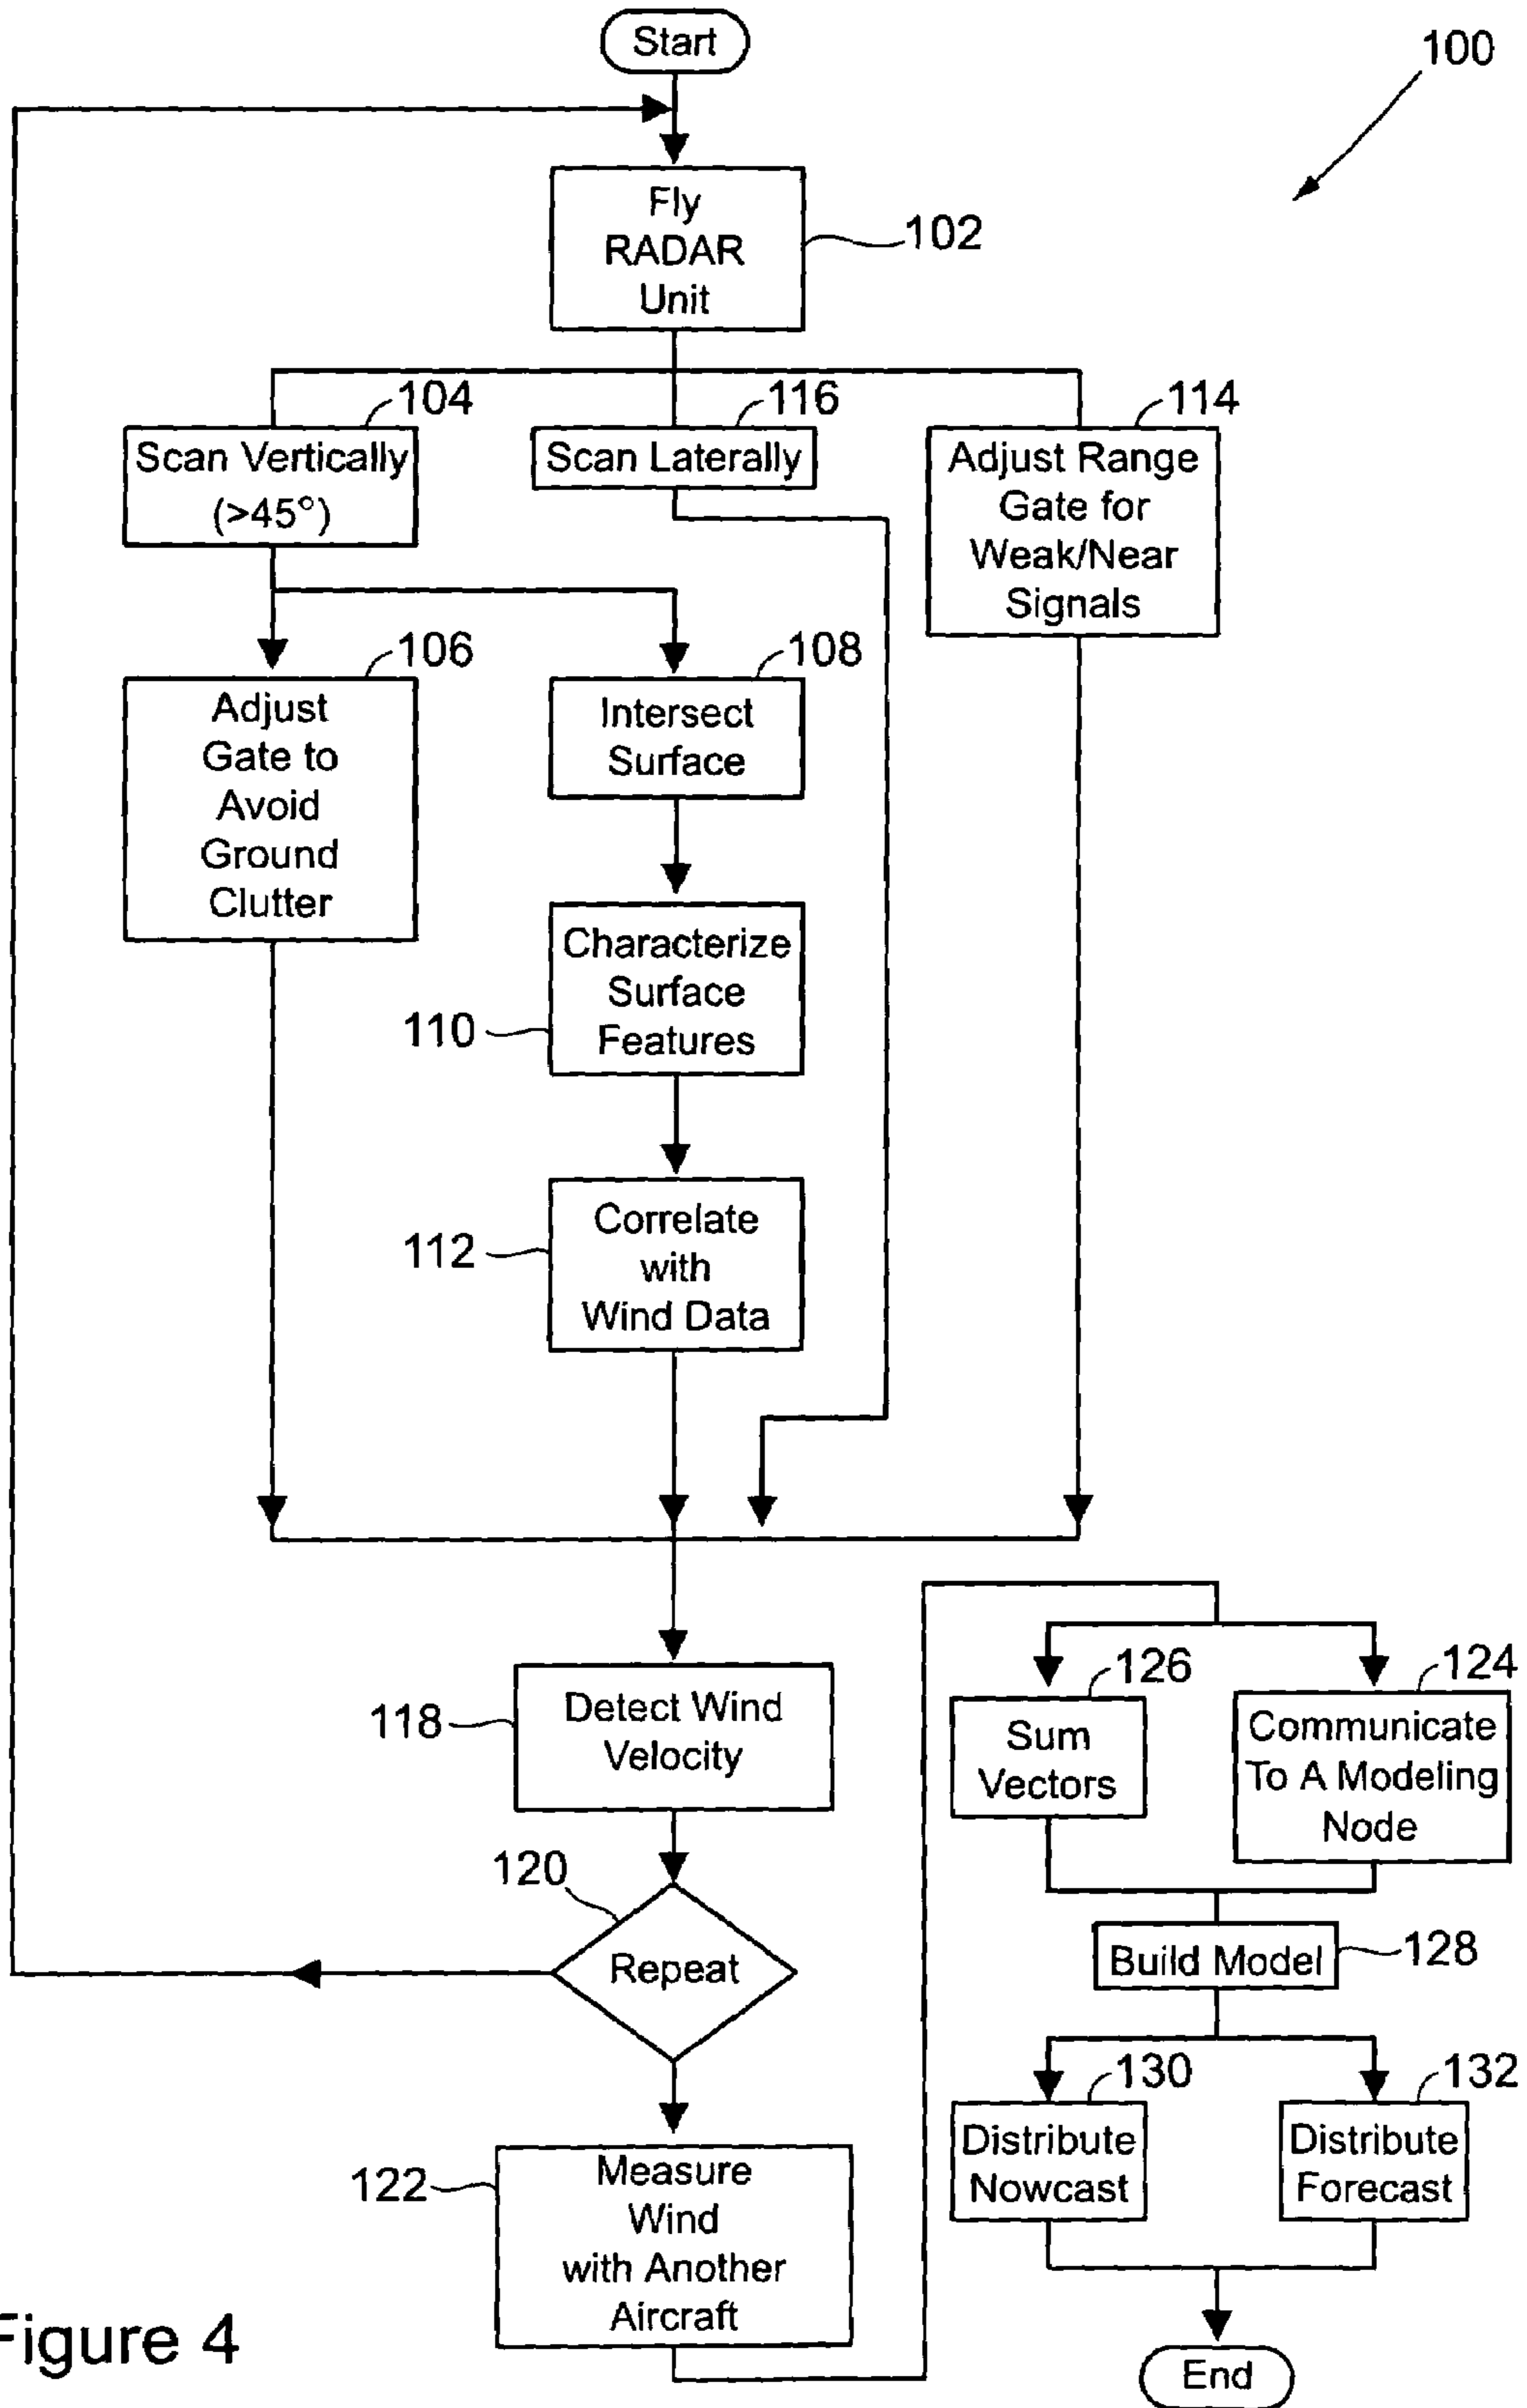 Start
100
Fly
RADAR
Unit
102
104
Scan Vertically
(>45°)
116
Scan Laterally
114
Adjust Range
Gate for
Weak/Near
Signals
106
Adjust
Gate to
Avoid
Ground
Clutter
108
Intersect
Surface
Characterize
Surface
Features
110
Correlate
with
Wind Data
112
Detect Wind
Velocity
118
120
Repeat
Measure
Wind
with Another
Aircraft
122
126
Sum
Vectors
124
Communicate
To A Modeling
Node
Build Model
128
130
Distribute
Nowcast
132
Distribute
Forecast
End
Figure 4